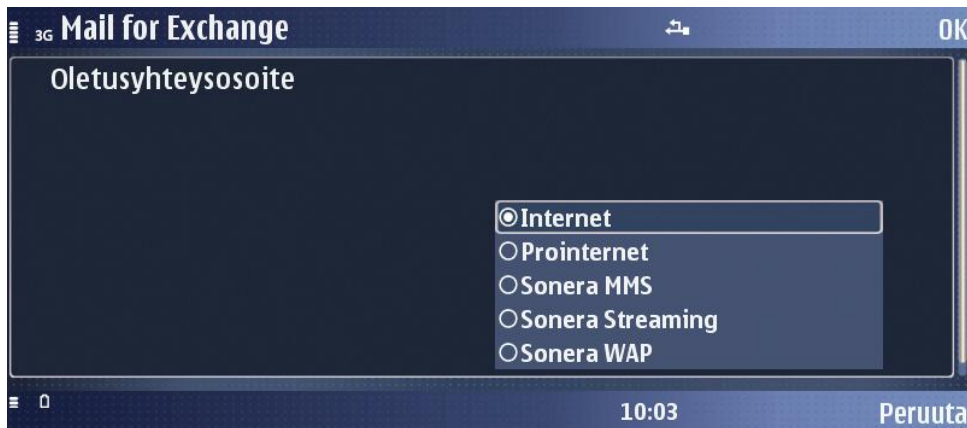 3G Mail for Exchange OK
Oletusyhteysosoite
Internet
Prointernet
Sonera MMS
Sonera Streaming
Sonera WAP
10:03 Peruuta